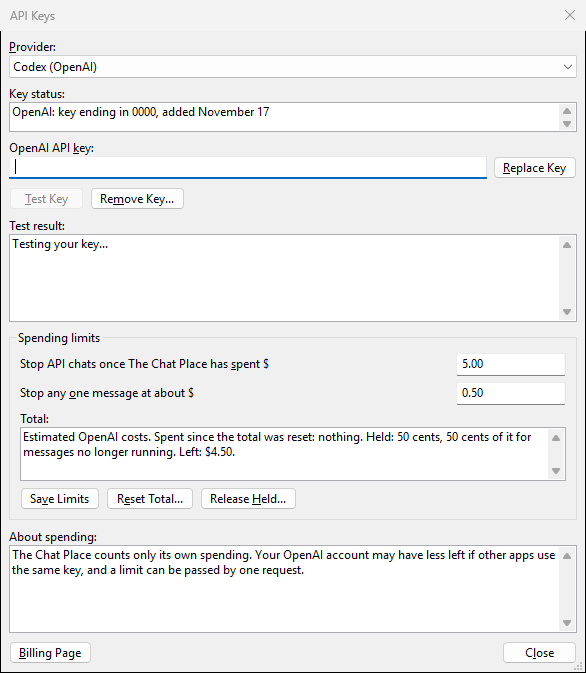 API Keys
Provider:
Codex (OpenAI)
Key status:
OpenAI: key ending in 0000, added November 17
OpenAI API key:
Replace Key
Test Key
Remove Key...
Test result:
Testing your key...
Spending limits
Stop API chats once The Chat Place has spent $
5.00
Stop any one message at about $
0.50
Total:
Estimated OpenAI costs. Spent since the total was reset: nothing. Held: 50 cents, 50 cents of it for
messages no longer running. Left: $4.50.
Save Limits
Reset Total...
Release Held...
About spending:
The Chat Place counts only its own spending. Your OpenAI account may have less left if other apps use
the same key, and a limit can be passed by one request.
Billing Page
Close